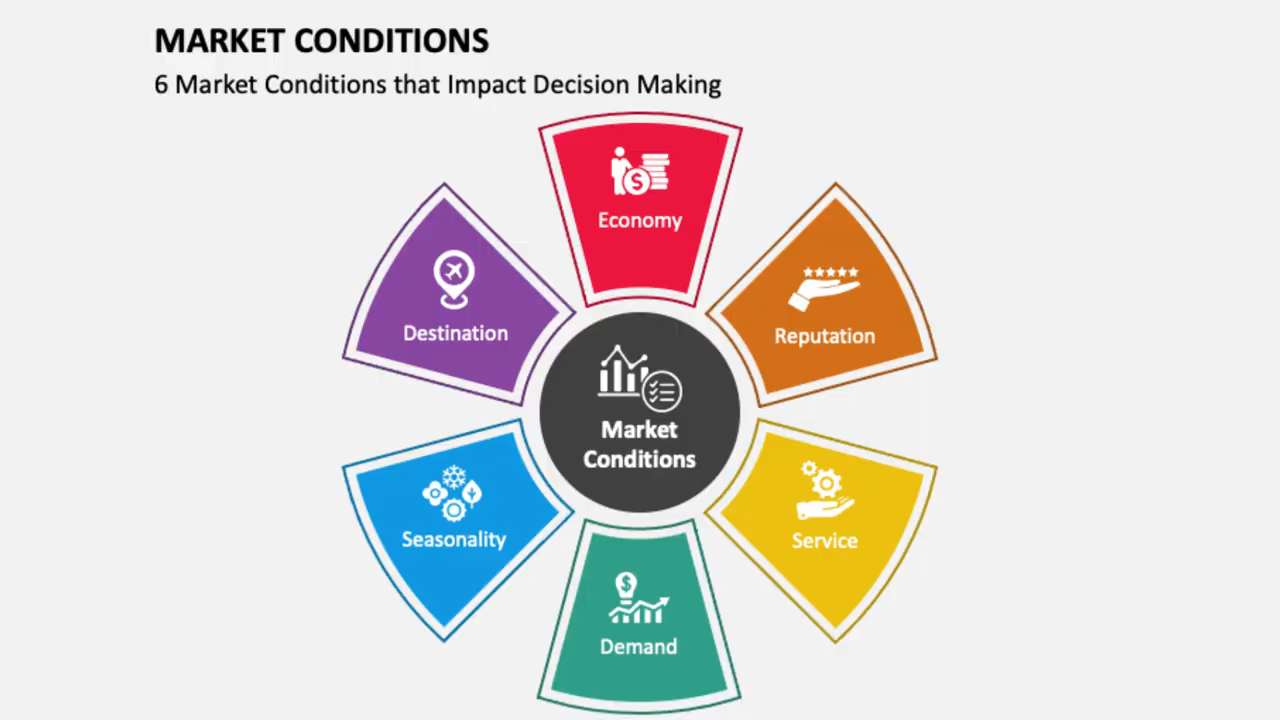 MARKET CONDITIONS
6 Market Conditions that Impact Decision Making
Economy
Reputation
Service
Demand
Seasonality
Destination
Market
Conditions